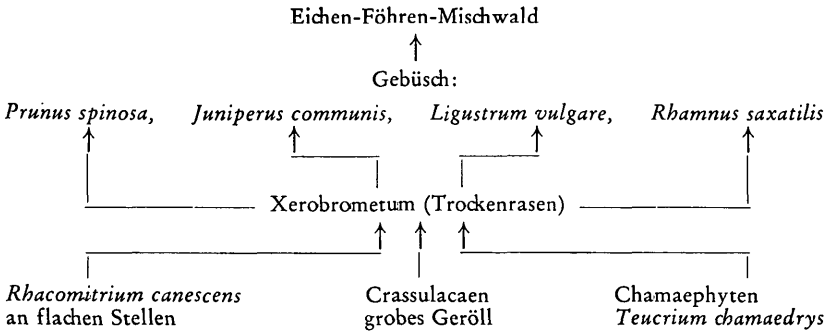 Eichen-Föhren-Mischwald
Gebüsch:
Prunus spinosa, Juniperus communis, Ligustrum vulgare, Rhamnus saxatilis
Xerobrometum (Trockenrasen)
Rhacomitrium canescens Crassulacaen Chamaephyten
an flachen Stellen grobes Geröll Teucrium chamaedrys